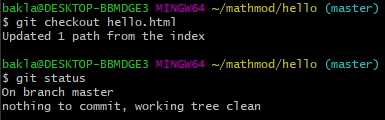 bakla@DESKTOP-BBMDGE3 MINGW64 ~/mathmod/hello (master)
$ git checkout hello.html
Updated 1 path from the index
bakla@DESKTOP-BBMDGE3 MINGW64 ~/mathmod/hello (master)
$ git status
On branch master
nothing to commit, working tree clean